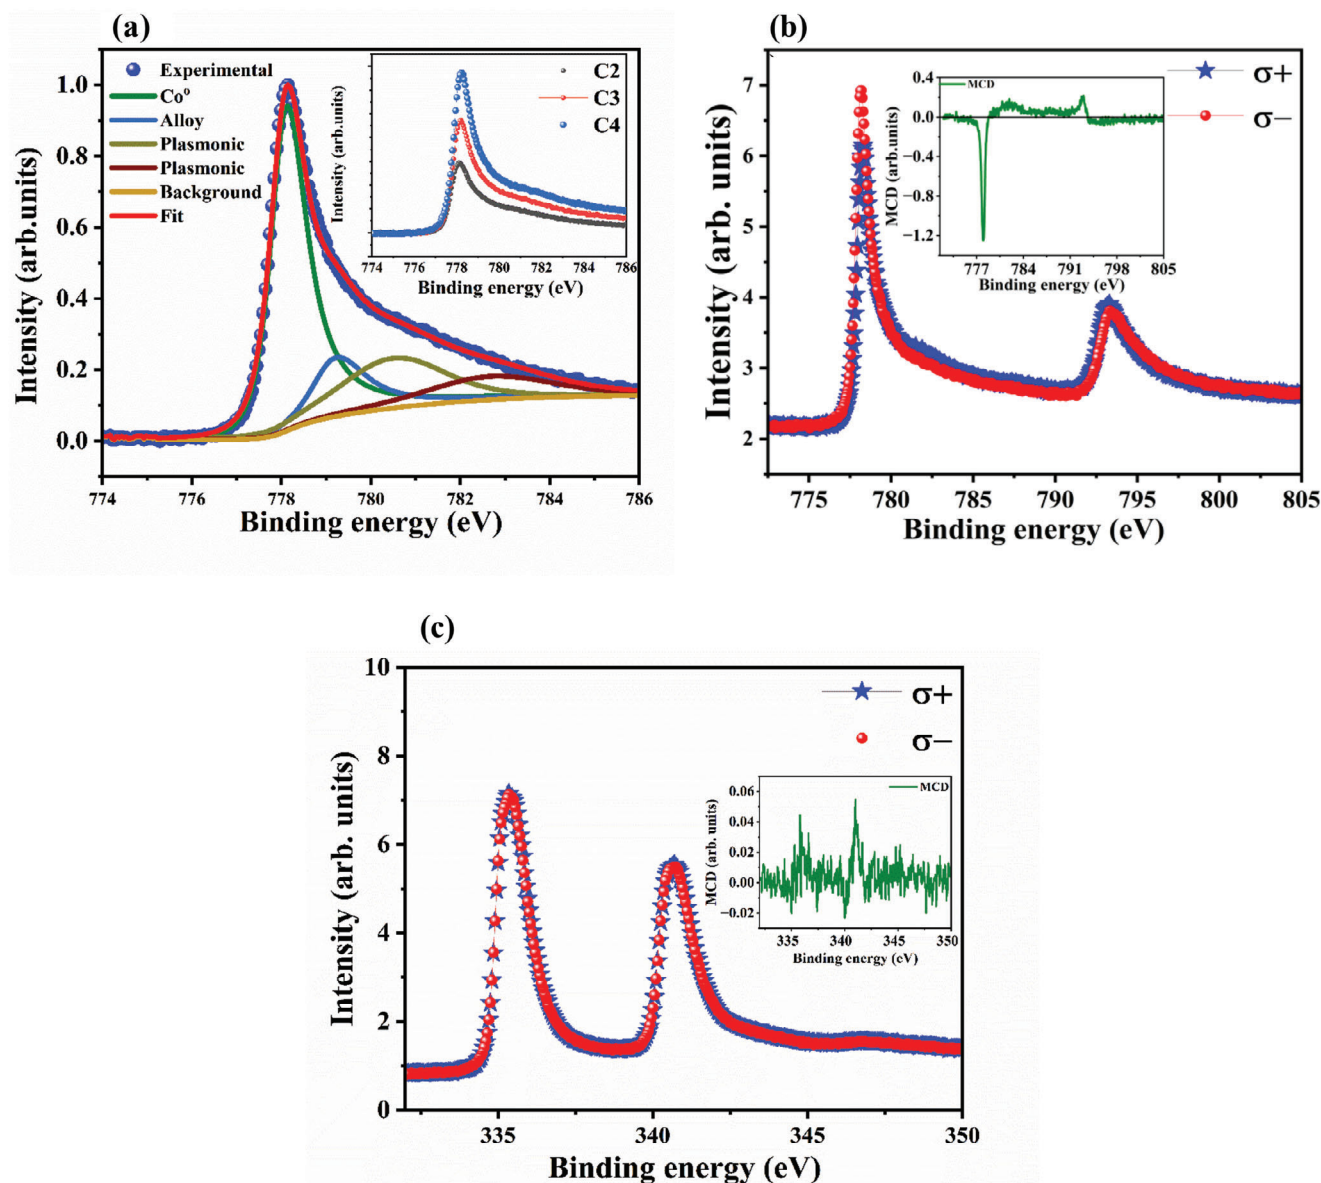 (a)
Experimental
Co⁰
Alloy
Plasmonic
Plasmonic
Background
Fit
C2
C3
C4
Intensity (arb.units)
774 776 777 778 780 782 783 784 786
Binding energy (eV)
1.0
0.8
0.6
0.4
0.2
0.0
Intensity (arb.units)
774 776 778 780 782 784 786
Binding energy (eV)
(b)
σ+
σ−
MCD
0.4
0.0
−0.4
−0.8
−1.2
MCD (arb.units)
777 784 791 798 805
Binding energy (eV)
7
6
5
4
3
2
Intensity (arb. units)
775 780 785 790 795 800 805
Binding energy (eV)
(c)
σ+
σ−
MCD
0.06
0.04
0.02
0.00
−0.02
MCD (arb. units)
335 340 345 350
Binding energy (eV)
10
8
6
4
2
0
Intensity (arb. units)
335 340 345 350
Binding energy (eV)